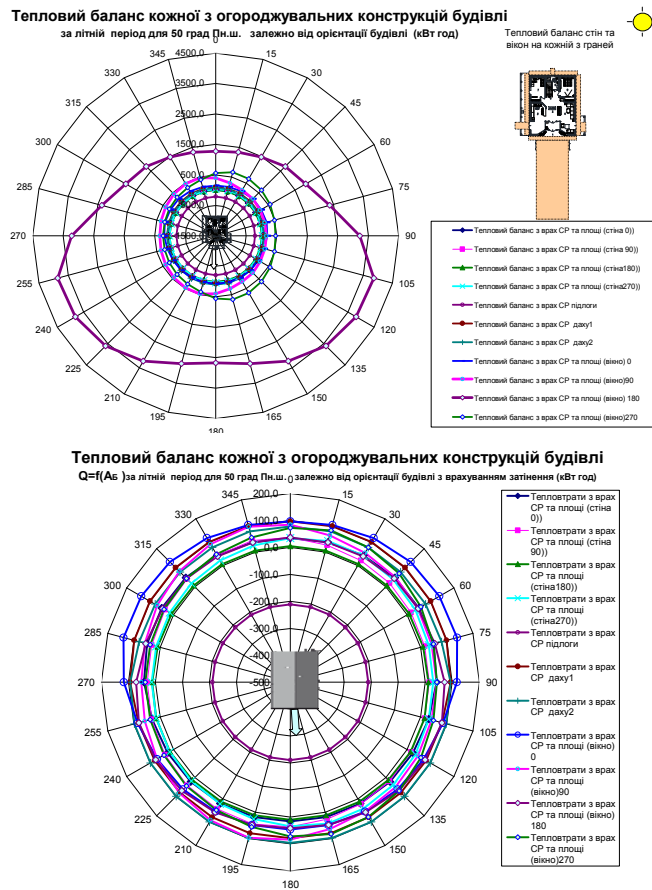 Тепловий баланс кожної з огороджувальних конструкцій будівлі
за літній період для 50 град Пн.ш. залежно від орієнтації будівлі (кВт год)
Тепловий баланс стін та
вікон на кожній з граней
0
15
30
45
60
75
90
105
120
135
150
165
180
195
210
225
240
255
270
285
300
315
330
345
4500,0
3500,0
2500,0
1500,0
500,0
Тепловий баланс з врах СР та площі (стіна 0))
Тепловий баланс з врах СР та площі (стіна 90))
Тепловий баланс з врах СР та площі (стіна180))
Тепловий баланс з врах СР та площі (стіна270))
Тепловий баланс з врах СР підлоги
Тепловий баланс з врах СР даху1
Тепловий баланс з врах СР даху2
Тепловий баланс з врах СР та площі (вікно) 0
Тепловий баланс з врах СР та площі (вікно)90
Тепловий баланс з врах СР та площі (вікно) 180
Тепловий баланс з врах СР та площі (вікно)270
Тепловий баланс кожної з огороджувальних конструкцій будівлі
Q=f(АБ )за літній період для 50 град Пн.ш. залежно від орієнтації будівлі з врахуванням затінення (кВт год)
0
15
30
45
60
75
90
105
120
135
150
165
180
195
210
225
240
255
270
285
300
315
330
345
200,0
100,0
0,0
-100,0
-200,0
-300,0
Тепловтрати з врах
СР та площі (стіна
0))
Тепловтрати з врах
СР та площі (стіна
90))
Тепловтрати з врах
СР та площі
(стіна180))
Тепловтрати з врах
СР та площі
(стіна270))
Тепловтрати з врах
СР підлоги
Тепловтрати з врах
СР даху1
Тепловтрати з врах
СР даху2
Тепловтрати з врах
СР та площі (вікно)
0
Тепловтрати з врах
СР та площі
(вікно)90
Тепловтрати з врах
СР та площі (вікно)
180
Тепловтрати з врах
СР та площі
(вікно)270